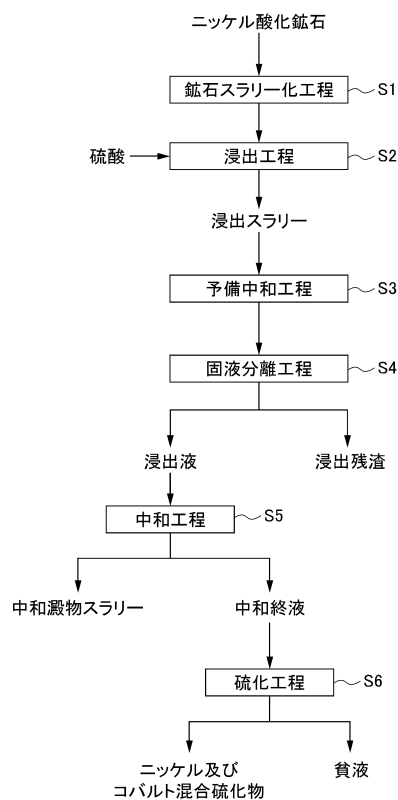 ニッケル酸化鉱石
鉱石スラリー化工程 S1
硫酸 浸出工程 S2
浸出スラリー
予備中和工程 S3
固液分離工程 S4
浸出液 浸出残渣
中和工程 S5
中和澱物スラリー 中和終液
硫化工程 S6
ニッケル及び 貧液
コバルト混合硫化物